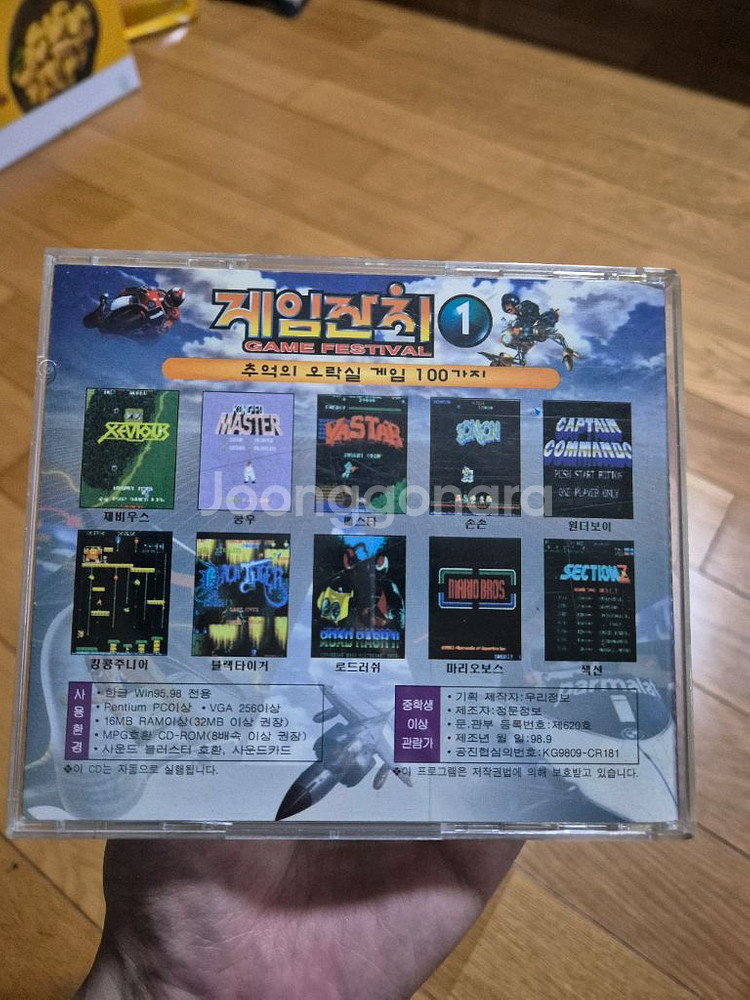 게임잔치 1
GAME FESTIVAL
추억의 오락실 게임 100가지
XEVIOUS
MASTER
SONSON
CAPTAIN
COMMANDO
PUSH START BUTTON
ONE PLAYER ONLY
Joonggonara
제비우스
쿵우
손손
원더보이
BLACK TIGER
ROAD RASH II
MARIO BROS.
SECTION Z
킹콩주니어
블랙타이거
로드러쉬
마리오보스
섹션
사용환경
• 한글 Win95,98 전용
• Pentium PC이상 • VGA 256이상
• 16MB RAM이상(32MB 이상 권장)
• MPG호환 CD-ROM(8배속 이상 권장)
• 사운드 블러스터 호환, 사운드카드
❖이 CD는 자동으로 실행됩니다.
중학생
이상
관람가
• 기획 제작자:우리정보
• 제조자:정문정보
• 문.관부 등록번호:제620호
• 제조년 월 일:98.9
• 공진협심의번호:KG9809-CR181
❖이 프로그램은 저작권법에 의해 보호받고 있습니다.
parmalat